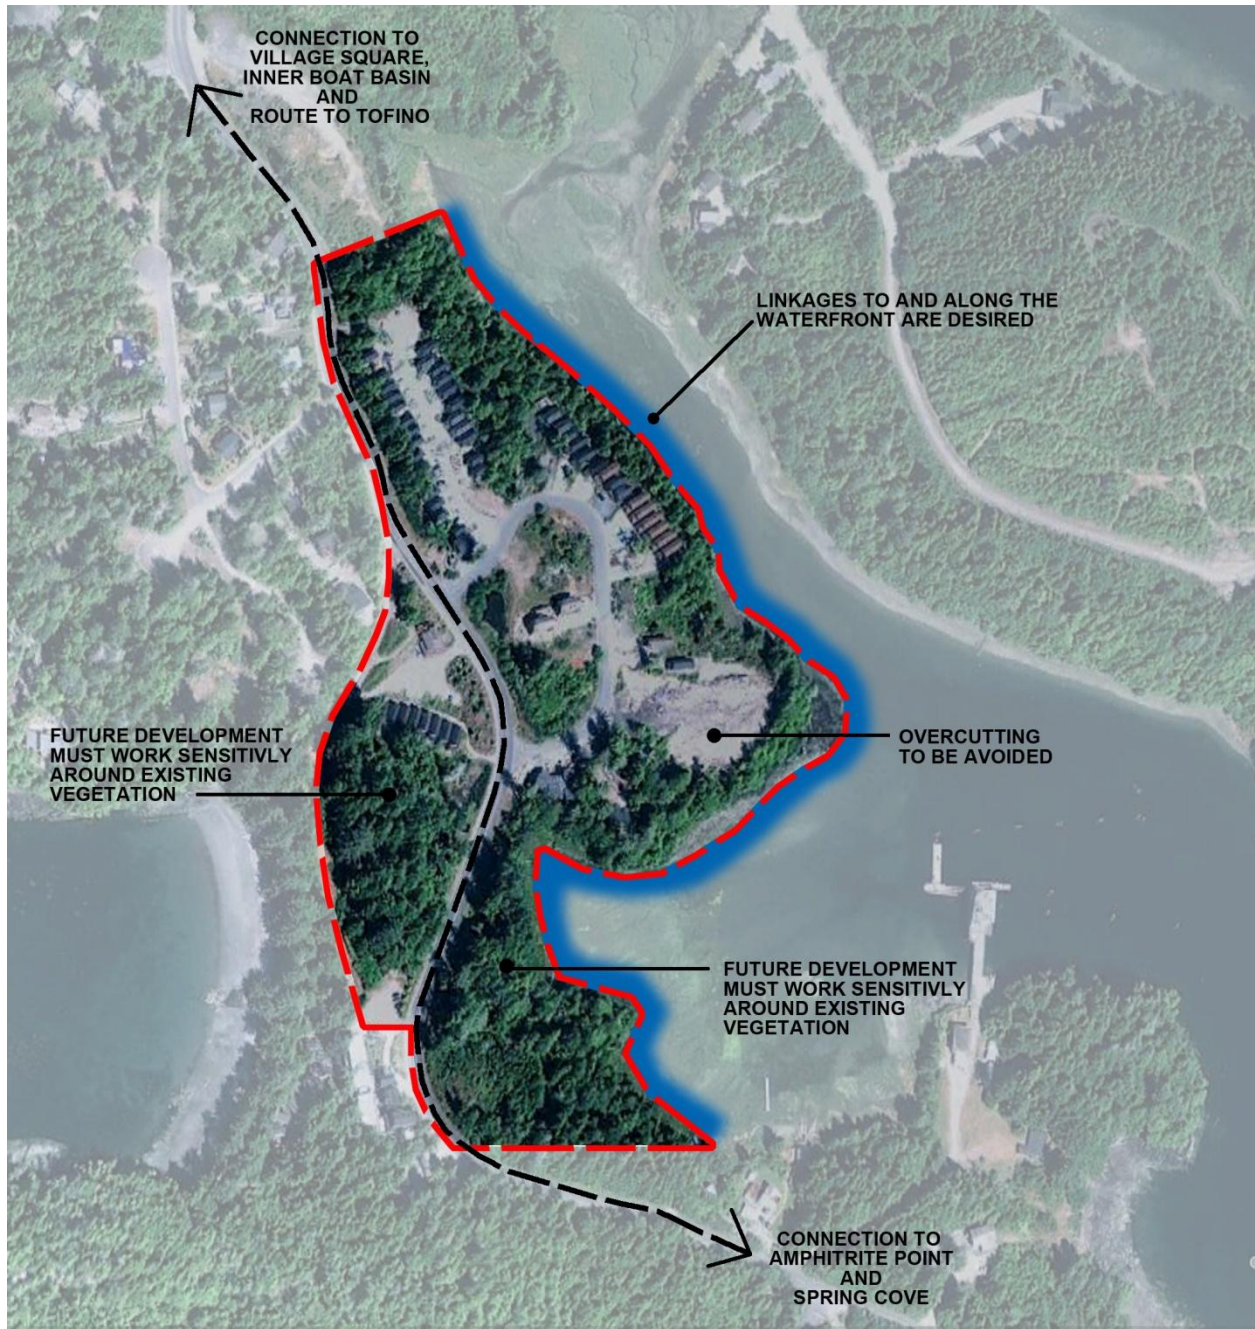 CONNECTION TO
VILLAGE SQUARE,
INNER BOAT BASIN
AND
ROUTE TO TOFINO
LINKAGES TO AND ALONG THE
WATERFRONT ARE DESIRED
FUTURE DEVELOPMENT
MUST WORK SENSITIVLY
AROUND EXISTING
VEGETATION
OVERCUTTING
TO BE AVOIDED
FUTURE DEVELOPMENT
MUST WORK SENSITIVLY
AROUND EXISTING
VEGETATION
CONNECTION TO
AMPHITRITE POINT
AND
SPRING COVE